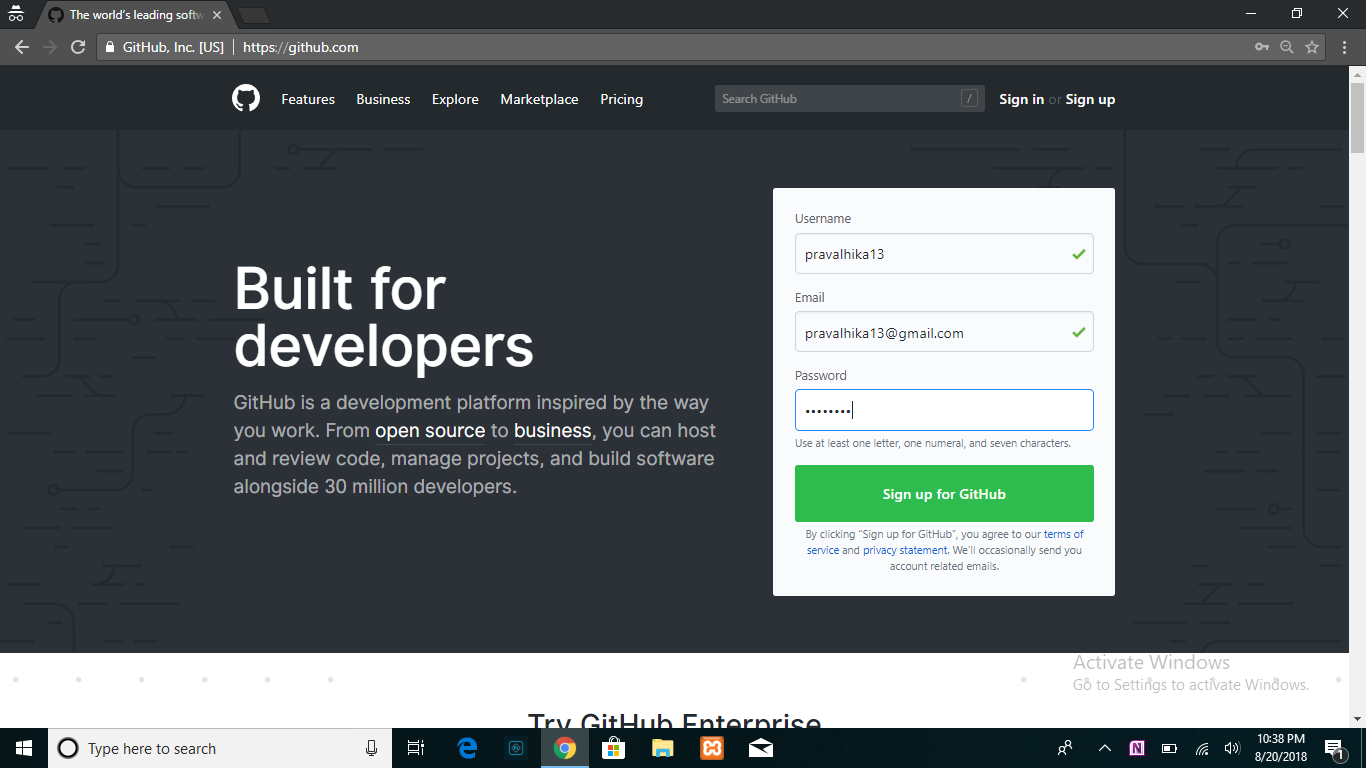 The world's leading softw
GitHub, Inc. [US] https://github.com
Features Business Explore Marketplace Pricing Search GitHub / Sign in or Sign up
Built for
developers
GitHub is a development platform inspired by the way
you work. From open source to business, you can host
and review code, manage projects, and build software
alongside 30 million developers.
Username
pravalhika13
Email
pravalhika13@gmail.com
Password
••••••••
Use at least one letter, one numeral, and seven characters.
Sign up for GitHub
By clicking "Sign up for GitHub", you agree to our terms of
service and privacy statement. We'll occasionally send you
account related emails.
Activate Windows
Go to Settings to activate Windows.
Try GitHub Enterprise
Type here to search
N
10:38 PM
8/20/2018
1